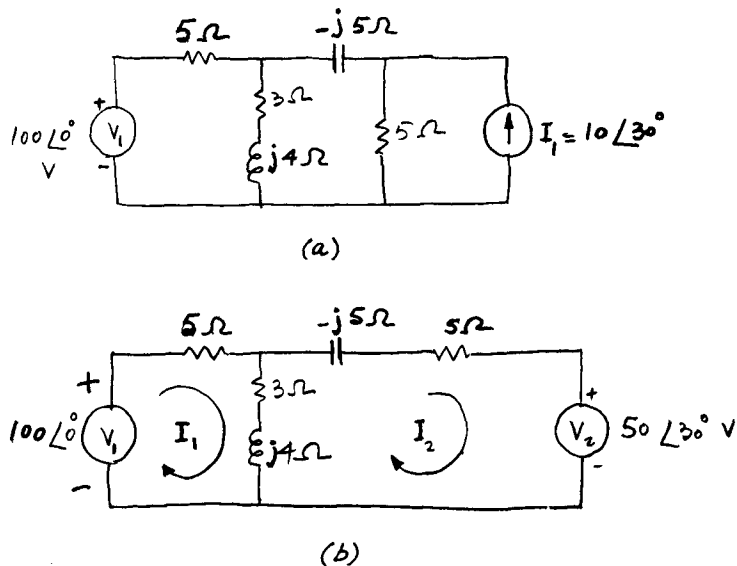 5Ω -j5Ω
3Ω
+
100∠0° V₁ 5Ω I₁ = 10∠30°
V - j4Ω
(a)
5Ω -j5Ω 5Ω
+ 3Ω +
100∠0° V₁ I₁ j4Ω I₂ V₂ 50∠30° V
- -
(b)